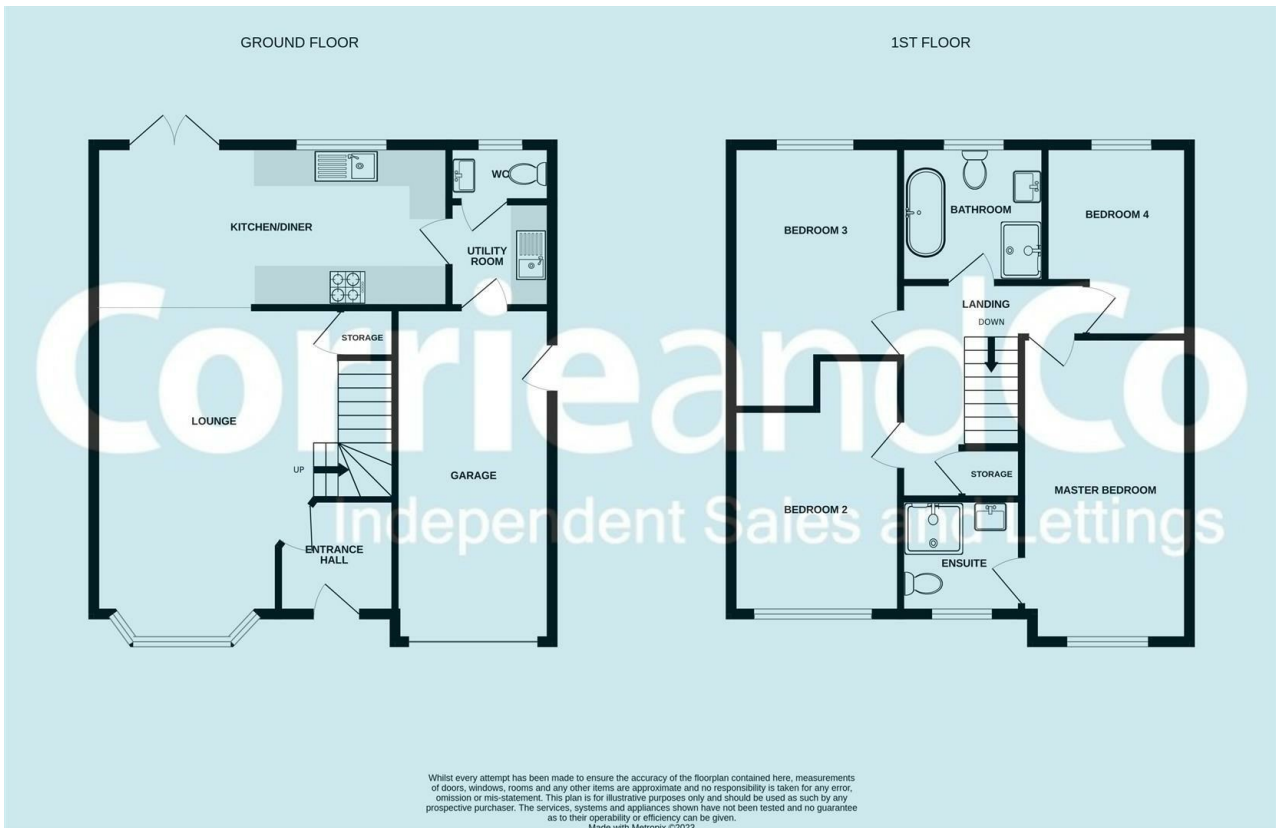 GROUND FLOOR
1ST FLOOR
WC
KITCHEN/DINER
UTILITY
ROOM
STORAGE
LOUNGE
UP
GARAGE
ENTRANCE
HALL
BATHROOM
BEDROOM 4
BEDROOM 3
LANDING
DOWN
STORAGE
MASTER BEDROOM
BEDROOM 2
ENSUITE
CorrieandCo
Independent Sales and Lettings
Whilst every attempt has been made to ensure the accuracy of the floorplan contained here, measurements
of doors, windows, rooms and any other items are approximate and no responsibility is taken for any error,
omission or mis-statement. This plan is for illustrative purposes only and should be used as such by any
prospective purchaser. The services, systems and appliances shown have not been tested and no guarantee
as to their operability or efficiency can be given.
Made with Metropix ©2023